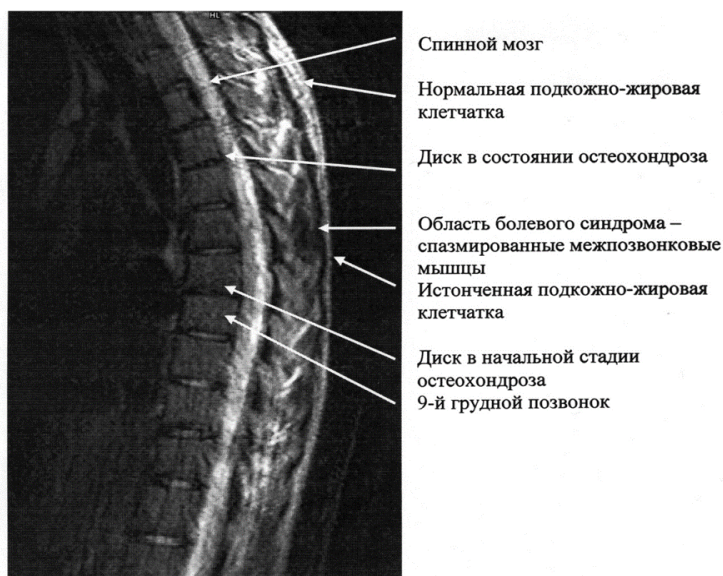 HL
Спинной мозг
Нормальная подкожно-жировая
клетчатка
Диск в состоянии остеохондроза
Область болевого синдрома –
спазмированные межпозвонковые
мышцы
Истонченная подкожно-жировая
клетчатка
Диск в начальной стадии
остеохондроза
9-й грудной позвонок